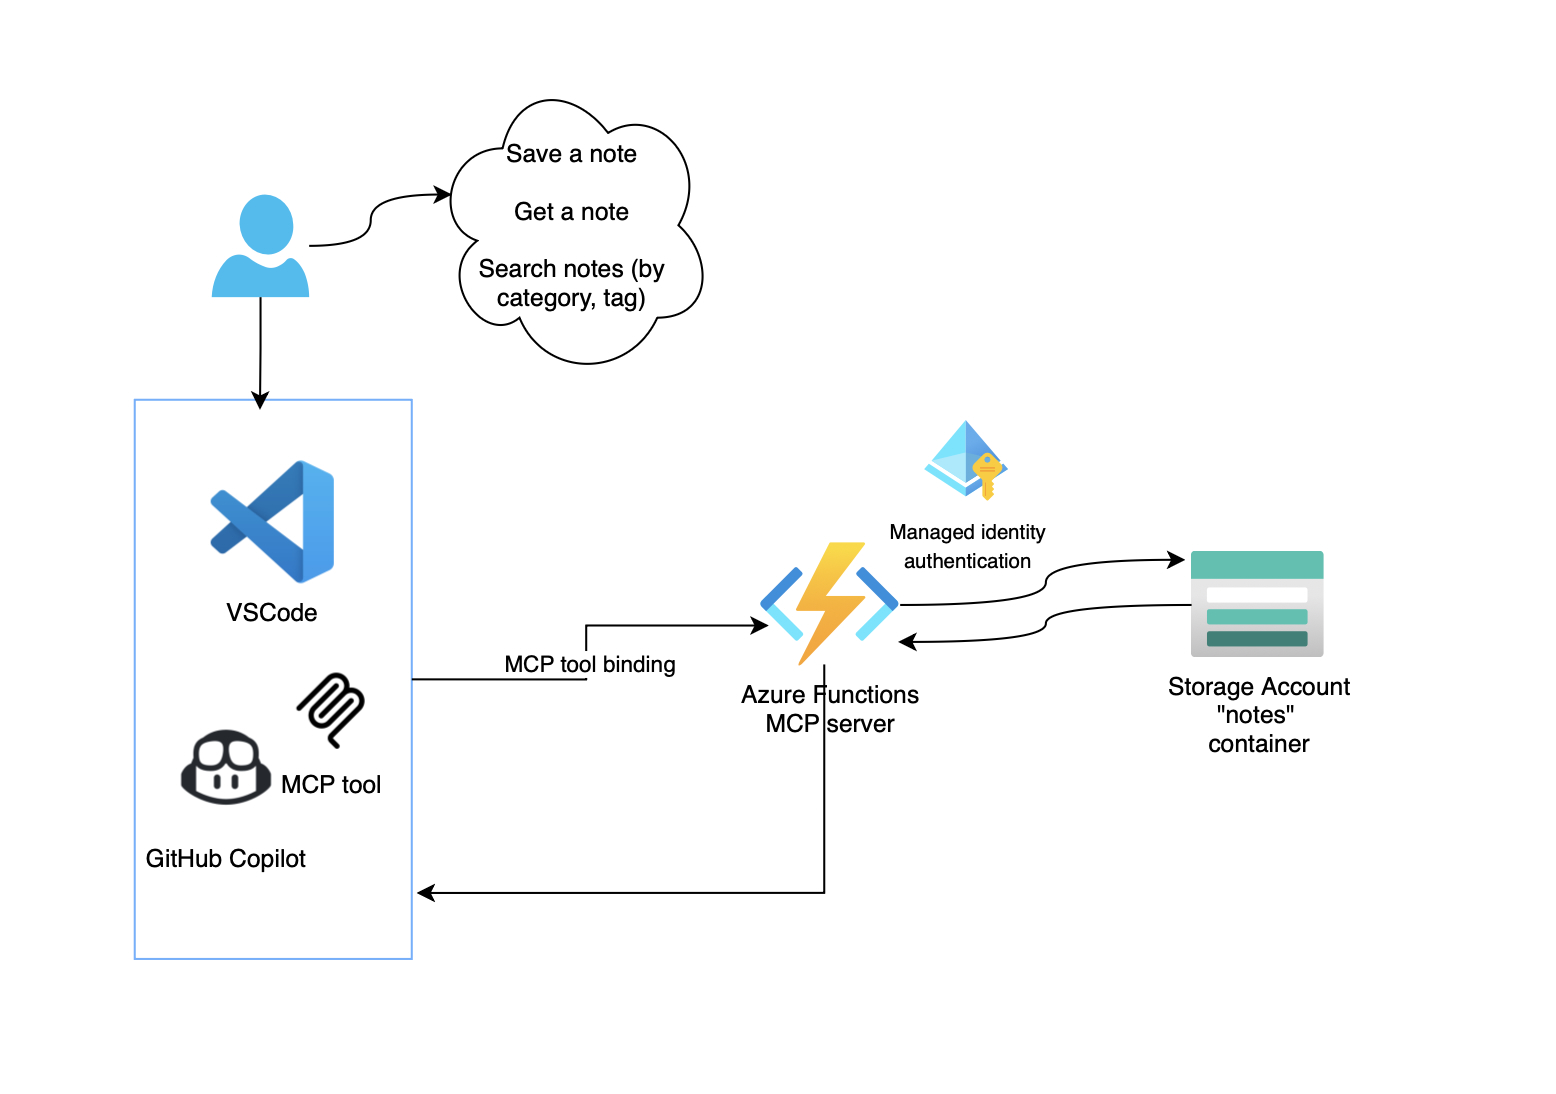 Save a note
Get a note
Search notes (by
category, tag)
VSCode
MCP tool
GitHub Copilot
MCP tool binding
Managed identity
authentication
Azure Functions
MCP server
Storage Account
"notes"
container